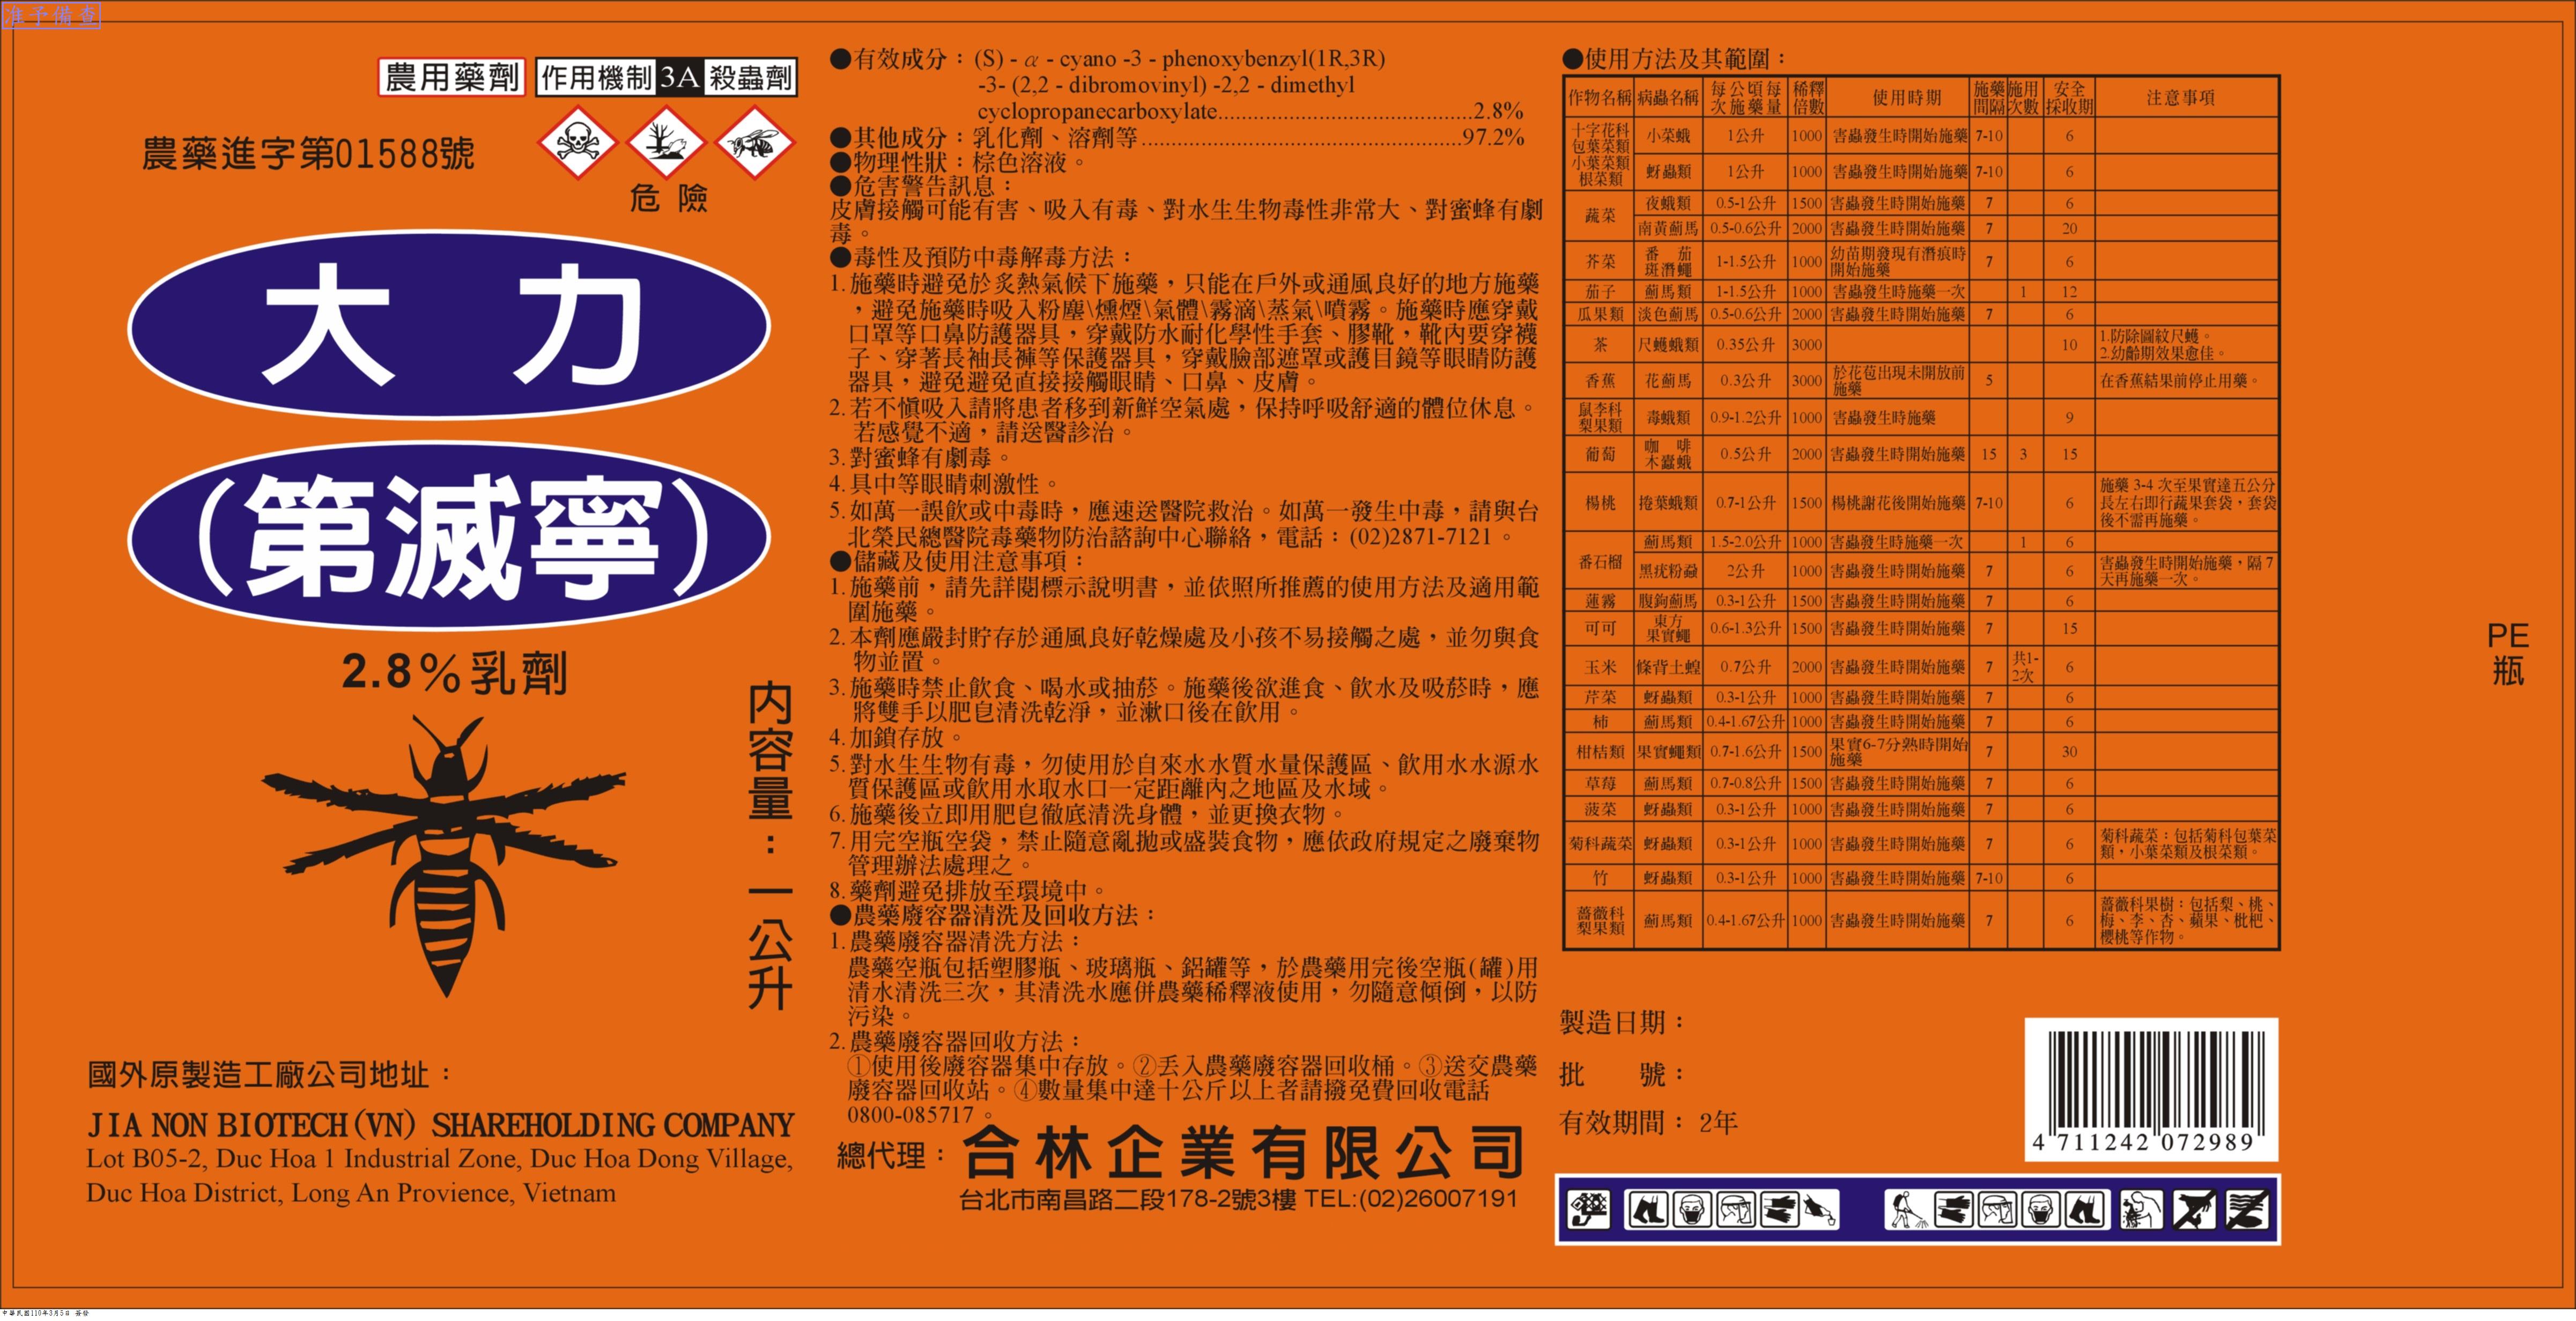 准予備查
農用藥劑 作用機制 3A 殺蟲劑
農藥進字第01588號
危 險
大 力
(第滅寧)
2.8%乳劑
內容量：一公升
國外原製造工廠公司地址：
JIA NON BIOTECH(VN) SHAREHOLDING COMPANY
Lot B05-2, Duc Hoa 1 Industrial Zone, Duc Hoa Dong Village,
Duc Hoa District, Long An Provience, Vietnam
●有效成分：(S) - α - cyano -3 - phenoxybenzyl(1R,3R)
-3- (2,2 - dibromovinyl) -2,2 - dimethyl
cyclopropanecarboxylate......................................2.8%
●其他成分：乳化劑、溶劑等................................................97.2%
●物理性狀：棕色溶液。
●危害警告訊息：
皮膚接觸可能有害、吸入有毒、對水生生物毒性非常大、對蜜蜂有劇
毒。
●毒性及預防中毒解毒方法：
1. 施藥時避免於炙熱氣候下施藥，只能在戶外或通風良好的地方施藥
，避免施藥時吸入粉塵\燻煙\氣體\霧滴\蒸氣\噴霧。施藥時應穿戴
口罩等口鼻防護器具，穿戴防水耐化學性手套、膠靴，靴內要穿襪
子、穿著長袖長褲等保護器具，穿戴臉部遮罩或護目鏡等眼睛防護
器具，避免避免直接接觸眼睛、口鼻、皮膚。
2. 若不慎吸入請將患者移到新鮮空氣處，保持呼吸舒適的體位休息。
若感覺不適，請送醫診治。
3. 對蜜蜂有劇毒。
4. 具中等眼睛刺激性。
5. 如萬一誤飲或中毒時，應速送醫院救治。如萬一發生中毒，請與台
北榮民總醫院毒藥物防治諮詢中心聯絡，電話：(02)2871-7121。
●儲藏及使用注意事項：
1. 施藥前，請先詳閱標示說明書，並依照所推薦的使用方法及適用範
圍施藥。
2. 本劑應嚴封貯存於通風良好乾燥處及小孩不易接觸之處，並勿與食
物並置。
3. 施藥時禁止飲食、喝水或抽菸。施藥後欲進食、飲水及吸菸時，應
將雙手以肥皂清洗乾淨，並漱口後在飲用。
4. 加鎖存放。
5. 對水生生物有毒，勿使用於自來水水質水量保護區、飲用水水源水
質保護區或飲用水取水口一定距離內之地區及水域。
6. 施藥後立即用肥皂徹底清洗身體，並更換衣物。
7. 用完空瓶空袋，禁止隨意亂拋或盛裝食物，應依政府規定之廢棄物
管理辦法處理之。
8. 藥劑避免排放至環境中。
●農藥廢容器清洗及回收方法：
1. 農藥廢容器清洗方法：
農藥空瓶包括塑膠瓶、玻璃瓶、鋁罐等，於農藥用完後空瓶(罐)用
清水清洗三次，其清洗水應併農藥稀釋液使用，勿隨意傾倒，以防
污染。
2. 農藥廢容器回收方法：
①使用後廢容器集中存放。②丟入農藥廢容器回收桶。③送交農藥
廢容器回收站。④數量集中達十公斤以上者請撥免費回收電話
0800-085717。
總代理：合林企業有限公司
台北市南昌路二段178-2號3樓 TEL:(02)26007191
●使用方法及其範圍：
作物名稱 病蟲名稱 每公頃每次施藥量 稀釋倍數 使用時期 施藥間隔 施用次數 安全採收期 注意事項
十字花科包葉菜類小葉菜類根菜類 小菜蛾 1公升 1000 害蟲發生時開始施藥 7-10 6
蚜蟲類 1公升 1000 害蟲發生時開始施藥 7-10 6
蔬菜 夜蛾類 0.5-1公升 1500 害蟲發生時開始施藥 7 6
南黃薊馬 0.5-0.6公升 2000 害蟲發生時開始施藥 7 20
芥菜 番茄斑潛蠅 1-1.5公升 1000 幼苗期發現有潛痕時開始施藥 7 6
茄子 薊馬類 1-1.5公升 1000 害蟲發生時施藥一次 1 12
瓜果類 淡色薊馬 0.5-0.6公升 2000 害蟲發生時開始施藥 7 6
茶 尺蠖蛾類 0.35公升 3000 10 1.防除圖紋尺蠖。2.幼齡期效果愈佳。
香蕉 花薊馬 0.3公升 3000 於花苞出現未開放前施藥 5 在香蕉結果前停止用藥。
鼠李科梨果類 毒蛾類 0.9-1.2公升 1000 害蟲發生時施藥 9
葡萄 咖啡木蠹蛾 0.5公升 2000 害蟲發生時開始施藥 15 3 15
楊桃 捲葉蛾類 0.7-1公升 1500 楊桃謝花後開始施藥 7-10 6 施藥 3-4 次至果實達五公分長左右即行蔬果套袋，套袋後不需再施藥。
番石榴 薊馬類 1.5-2.0公升 1000 害蟲發生時施藥一次 1 6
黑疣粉蝨 2公升 1000 害蟲發生時開始施藥 7 6 害蟲發生時開始施藥，隔 7 天再施藥一次。
蓮霧 腹鉤薊馬 0.3-1公升 1500 害蟲發生時開始施藥 7 6
可可 東方果實蠅 0.6-1.3公升 1500 害蟲發生時開始施藥 7 15
玉米 條背土蝗 0.7公升 2000 害蟲發生時開始施藥 7 共1-2次 6
芹菜 蚜蟲類 0.3-1公升 1000 害蟲發生時開始施藥 7 6
柿 薊馬類 0.4-1.67公升 1000 害蟲發生時開始施藥 7 6
柑桔類 果實蠅類 0.7-1.6公升 1500 果實6-7分熟時開始施藥 7 30
草莓 薊馬類 0.7-0.8公升 1500 害蟲發生時開始施藥 7 6
菠菜 蚜蟲類 0.3-1公升 1000 害蟲發生時開始施藥 7 6
菊科蔬菜 蚜蟲類 0.3-1公升 1000 害蟲發生時開始施藥 7 6 菊科蔬菜：包括菊科包葉菜類，小葉菜類及根菜類。
竹 蚜蟲類 0.3-1公升 1000 害蟲發生時開始施藥 7-10 6
薔薇科梨果類 薊馬類 0.4-1.67公升 1000 害蟲發生時開始施藥 7 6 薔薇科果樹：包括梨、桃、梅、李、杏、蘋果、枇杷、櫻桃等作物。
製造日期：
批 號：
有效期間：2年
4 711242 072989
PE
瓶
中華民國110年3月5日 簽發